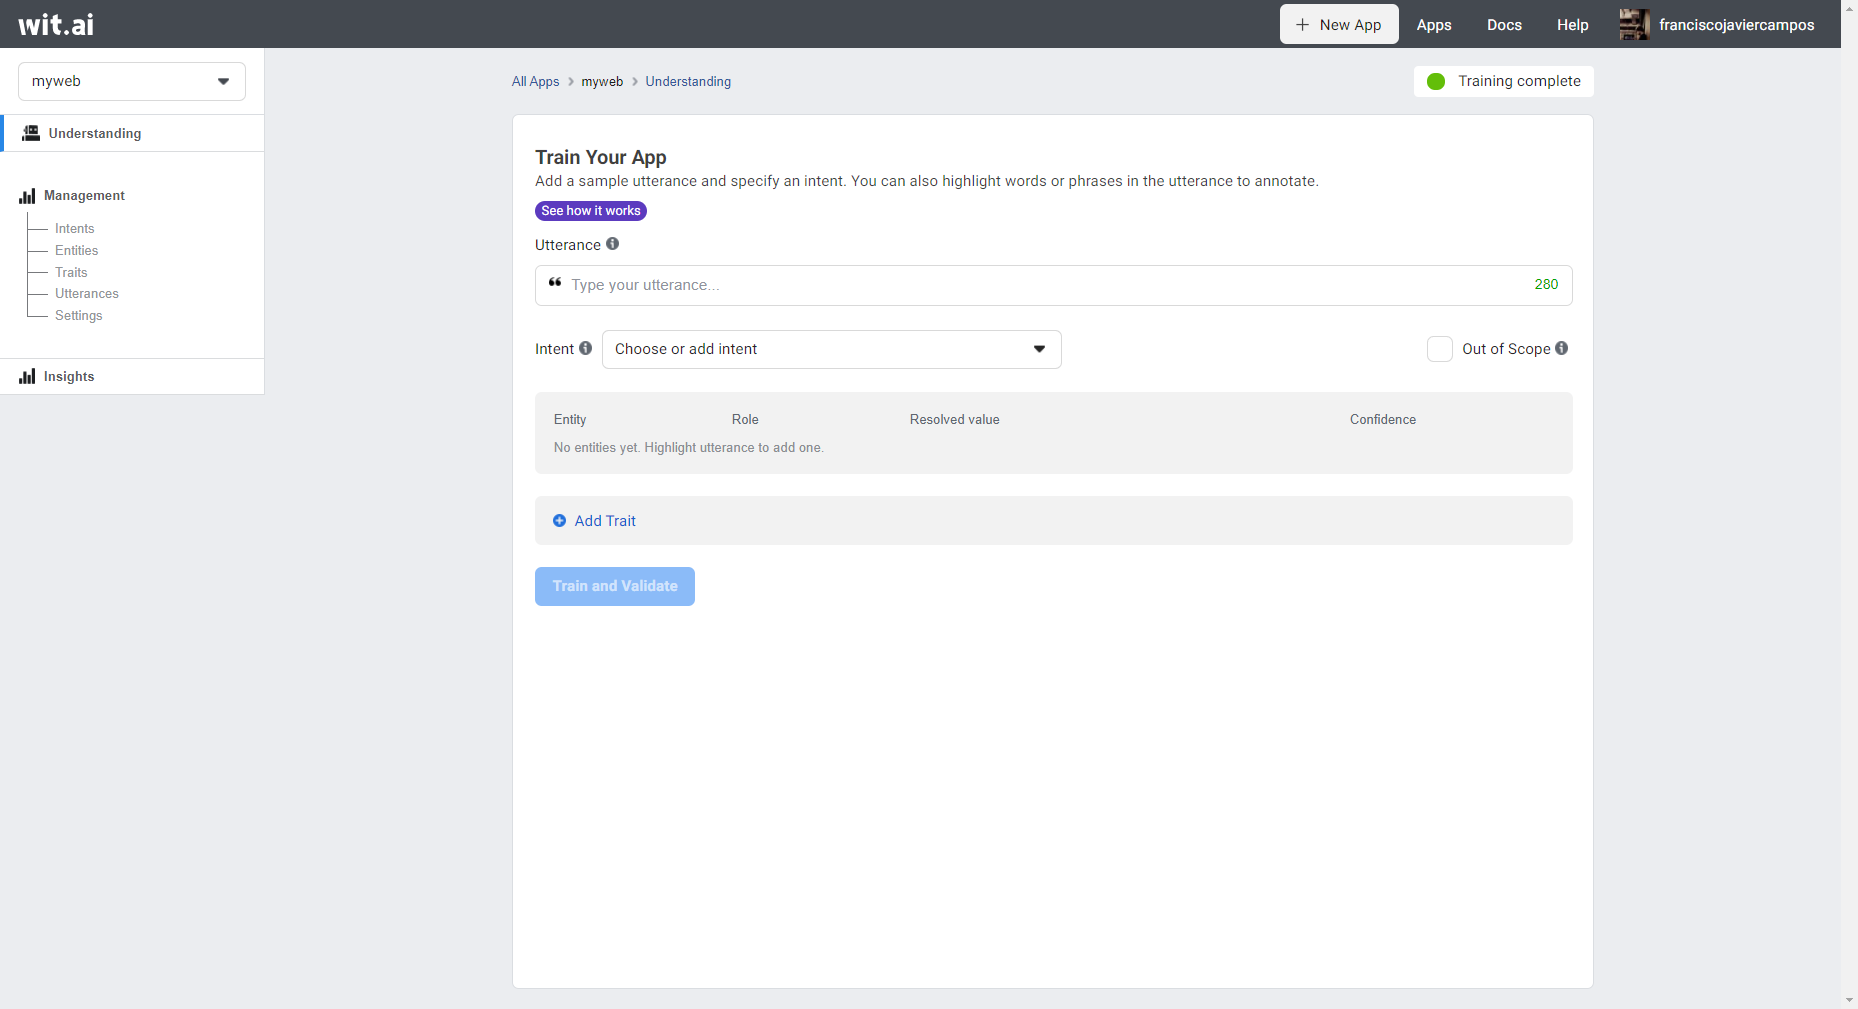 wit.ai
New App
Apps
Docs
Help
franciscojaviercampos
myweb
Understanding
Management
Intents
Entities
Traits
Utterances
Settings
Insights
All Apps > myweb > Understanding
Training complete
Train Your App
Add a sample utterance and specify an intent. You can also highlight words or phrases in the utterance to annotate.
See how it works
Utterance
Type your utterance...
280
Intent
Choose or add intent
Out of Scope
Entity
Role
Resolved value
Confidence
No entities yet. Highlight utterance to add one.
Add Trait
Train and Validate